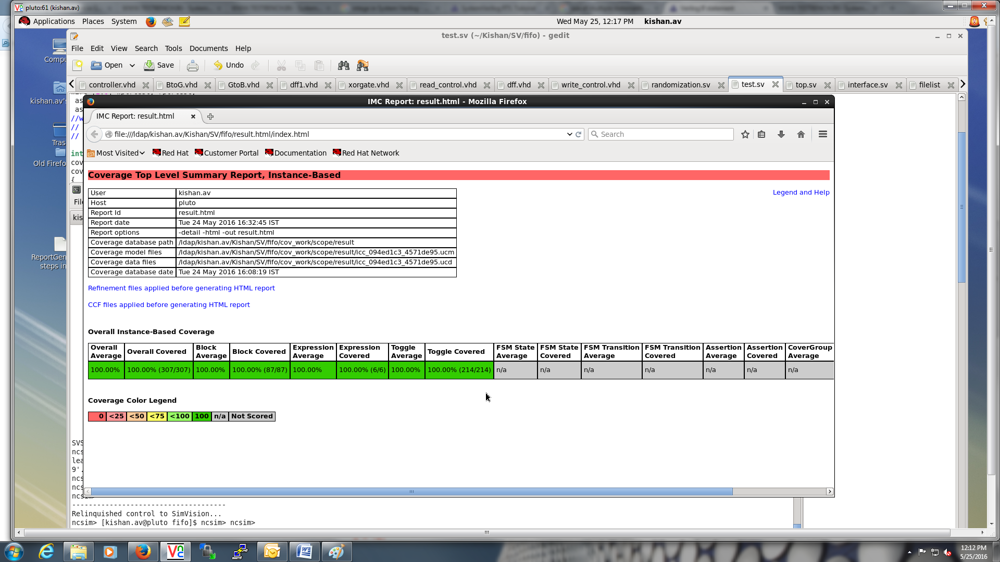 pluto:61 (kishan.av)
Applications Places System
Wed May 25, 12:17 PM kishan.av
test.sv (~/Kishan/SV/fifo) - gedit
File Edit View Search Tools Documents Help
Open Save Undo
controller.vhd BtoG.vhd GtoB.vhd dff1.vhd xorgate.vhd read_control.vhd dff.vhd write_control.vhd randomization.sv test.sv top.sv interface.sv filelist
Compu
kishan.av's
Tras
Old Firefo
ReportGen
steps in
as
as
//w
//
//
int
cov
cov
{
Fil
kis
IMC Report: result.html - Mozilla Firefox
IMC Report: result.html
file:///ldap/kishan.av/Kishan/SV/fifo/result.html/index.html
Search
Most Visited Red Hat Customer Portal Documentation Red Hat Network
Coverage Top Level Summary Report, Instance-Based
Legend and Help
User kishan.av
Host pluto
Report Id result.html
Report date Tue 24 May 2016 16:32:45 IST
Report options -detail -html -out result.html
Coverage database path /ldap/kishan.av/Kishan/SV/fifo/cov_work/scope/result
Coverage model files /ldap/kishan.av/Kishan/SV/fifo/cov_work/scope/result/icc_094ed1c3_4571de95.ucm
Coverage data files /ldap/kishan.av/Kishan/SV/fifo/cov_work/scope/result/icc_094ed1c3_4571de95.ucd
Coverage database date Tue 24 May 2016 16:08:19 IST
Refinement files applied before generating HTML report
CCF files applied before generating HTML report
Overall Instance-Based Coverage
Overall Average Overall Covered Block Average Block Covered Expression Average Expression Covered Toggle Average Toggle Covered FSM State Average FSM State Covered FSM Transition Average FSM Transition Covered Assertion Average Assertion Covered CoverGroup Average
100.00% 100.00% (307/307) 100.00% 100.00% (87/87) 100.00% 100.00% (6/6) 100.00% 100.00% (214/214) n/a n/a n/a n/a n/a n/a n/a
Coverage Color Legend
0 <25 <50 <75 <100 100 n/a Not Scored
SVS
ncs
lea
9'.
ncs
ncs
ncsim>
-----------------------------------
Relinquished control to SimVision...
ncsim> [kishan.av@pluto fifo]$ ncsim> ncsim>
12:12 PM
5/25/2016